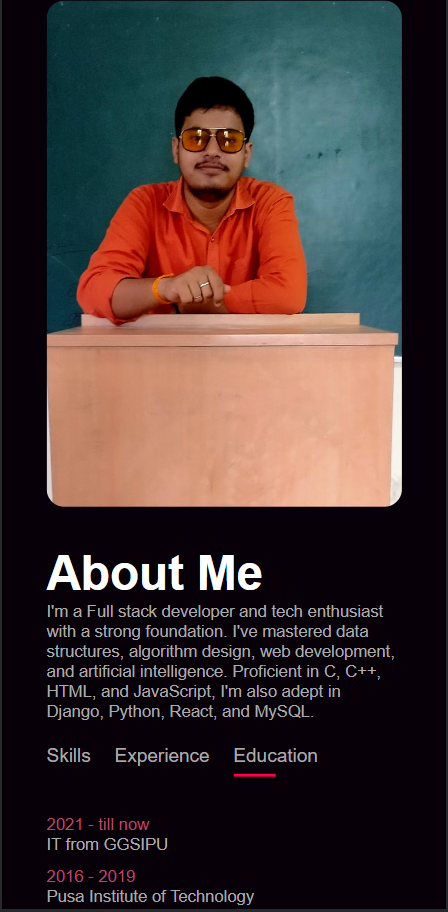 About Me
I'm a Full stack developer and tech enthusiast
with a strong foundation. I've mastered data
structures, algorithm design, web development,
and artificial intelligence. Proficient in C, C++,
HTML, and JavaScript, I'm also adept in
Django, Python, React, and MySQL.
Skills Experience Education
2021 - till now
IT from GGSIPU
2016 - 2019
Pusa Institute of Technology